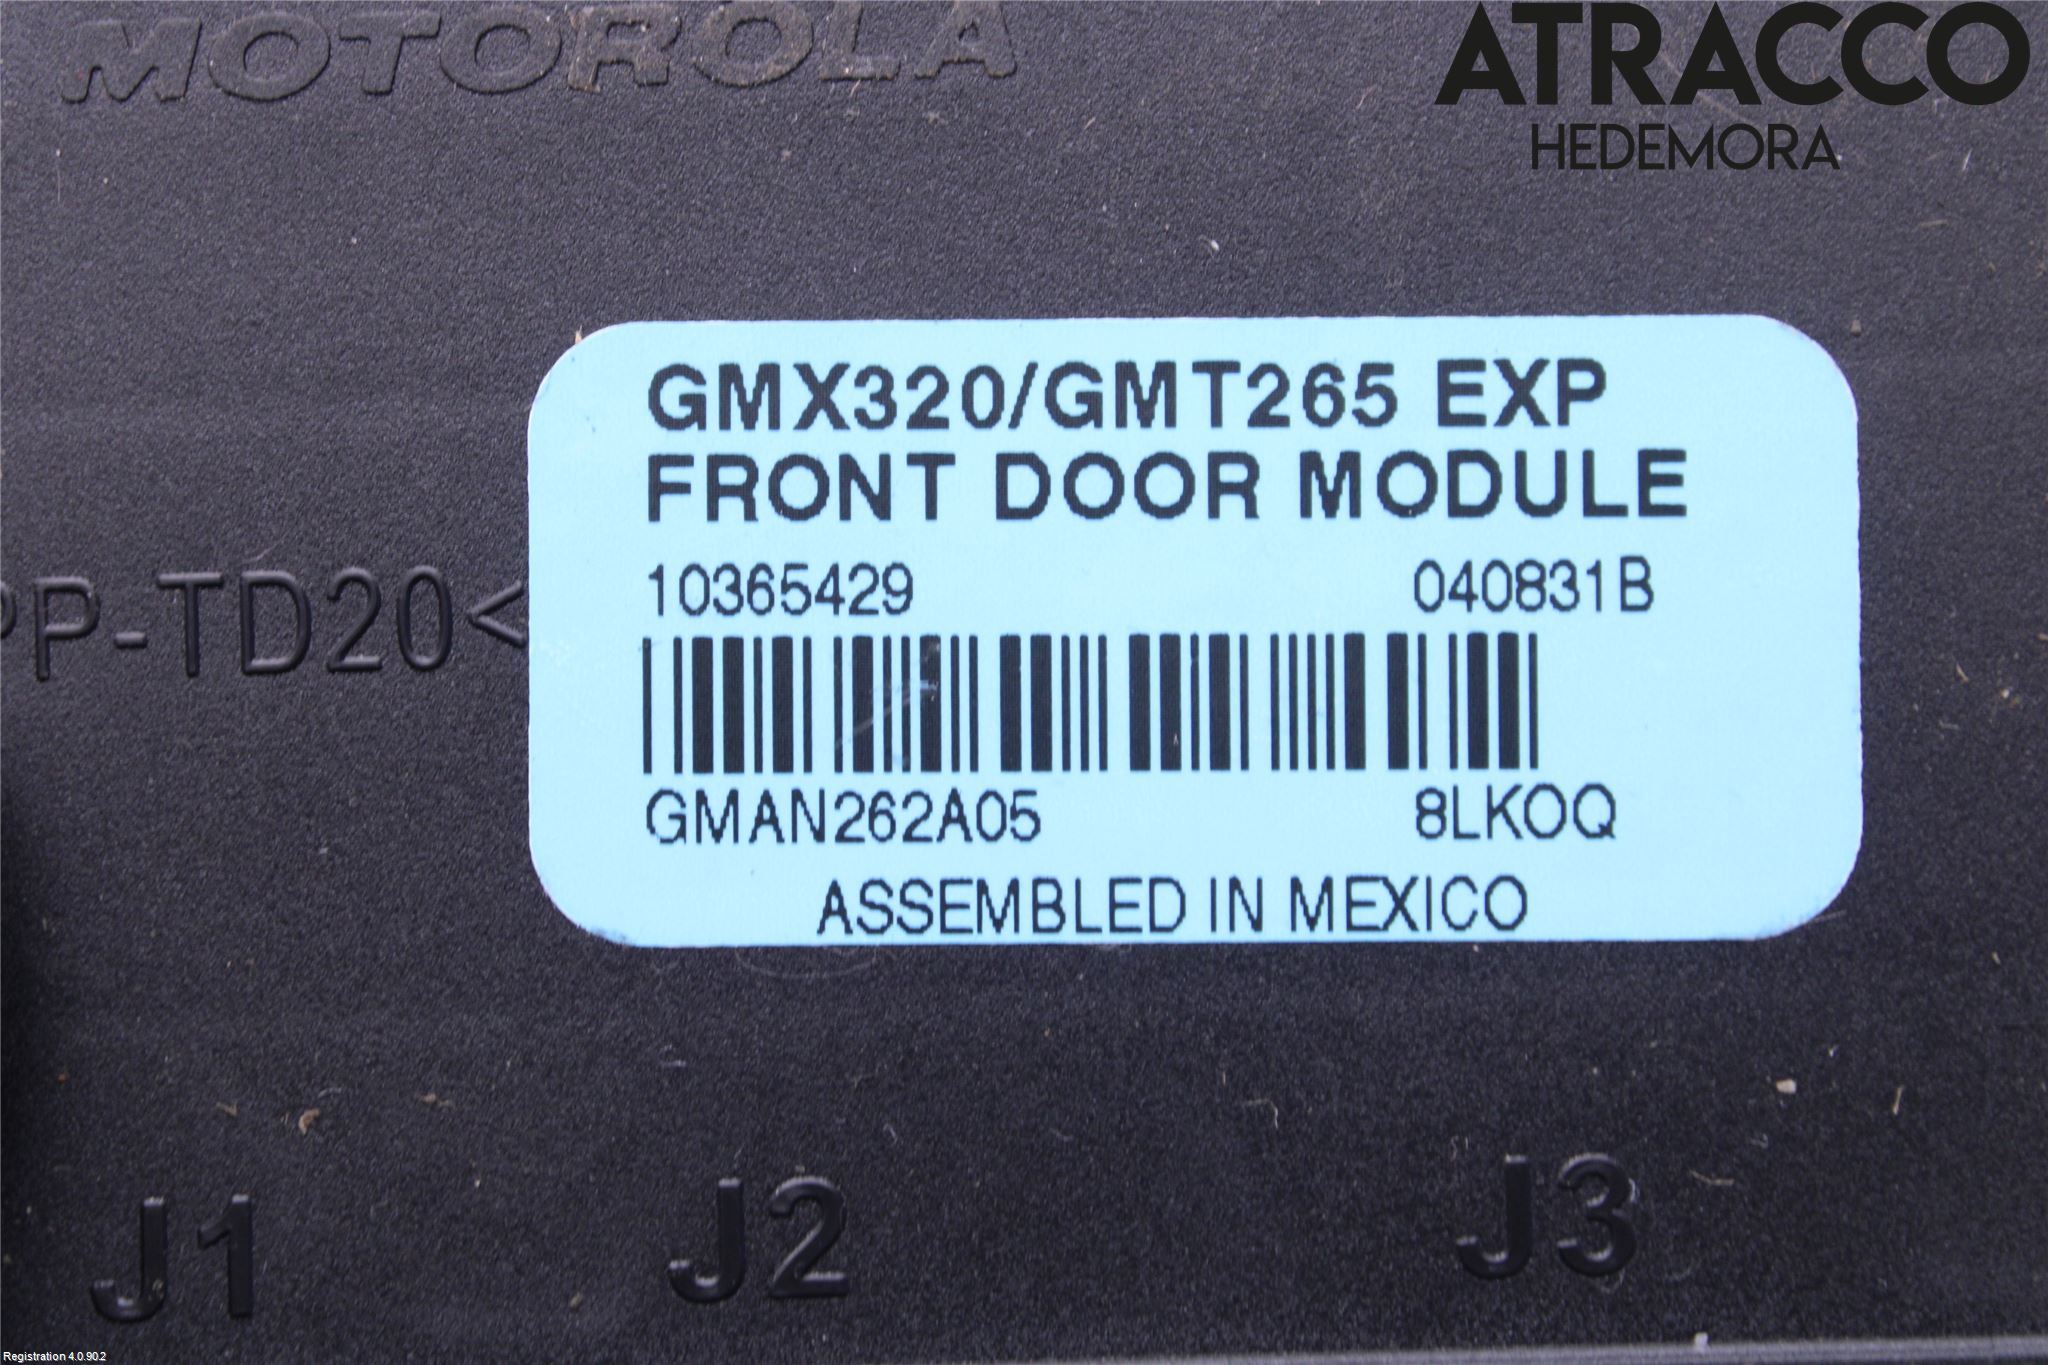 MOTOROLA
ATRACCO
HEDEMORA
GMX320/GMT265 EXP
FRONT DOOR MODULE
10365429 040831B
PP-TD20<
GMAN262A05 8LKOQ
ASSEMBLED IN MEXICO
J1 J2 J3
Registration 4.0.90.2